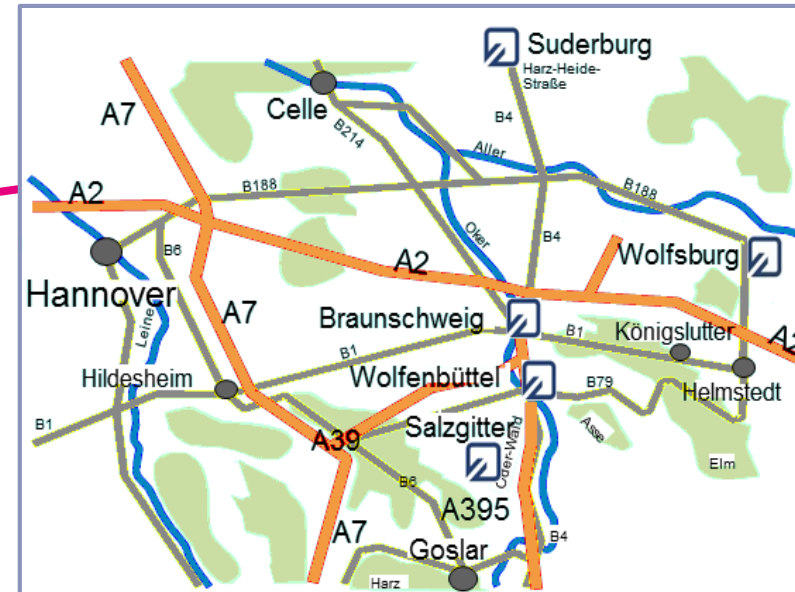 Suderburg
Harz-Heide-
Straße
A7
Celle
B4
B214
Aller
B188
B188
A2
Oker
B6
B4
A2
Wolfsburg
Hannover
A7
Leine
Braunschweig
B1
Königslutter
A2
B1
Hildesheim
Wolfenbüttel
B79
Helmstedt
B1
A39
Salzgitter
Asse
Oder-Wald
Elm
B6
A395
A7
Goslar
B4
Harz